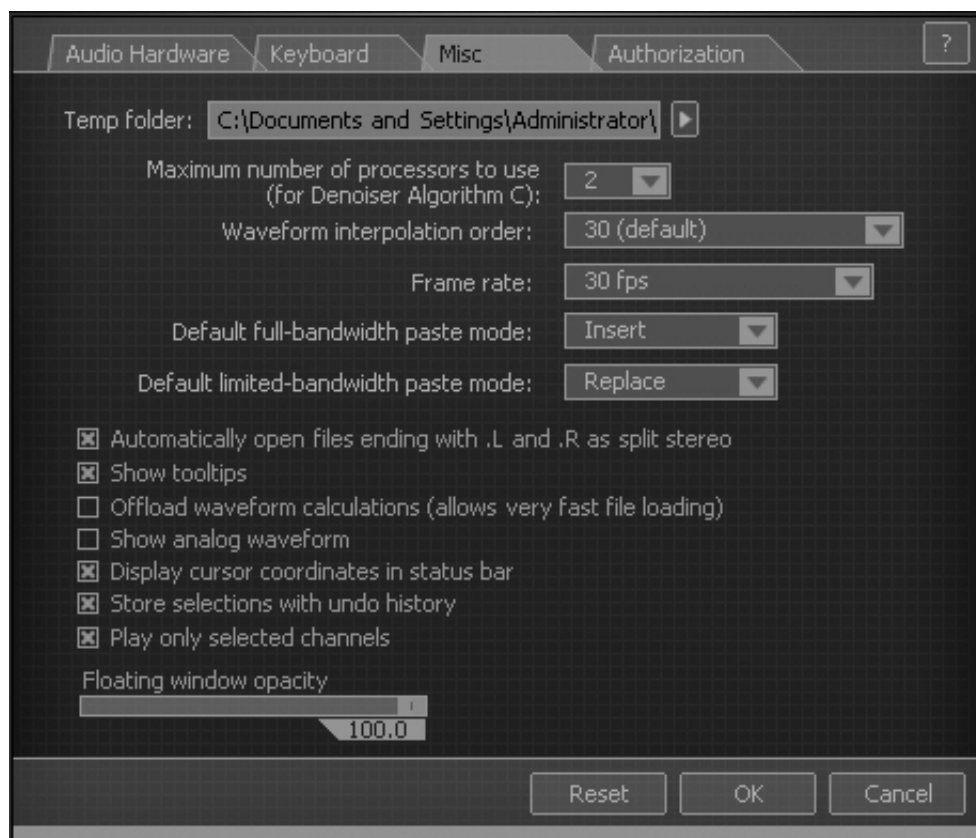 Audio Hardware Keyboard Misc Authorization ?
Temp folder: C:\Documents and Settings\Administrator\
Maximum number of processors to use
(for Denoiser Algorithm C): 2
Waveform interpolation order: 30 (default)
Frame rate: 30 fps
Default full-bandwidth paste mode: Insert
Default limited-bandwidth paste mode: Replace
Automatically open files ending with .L and .R as split stereo
Show tooltips
Offload waveform calculations (allows very fast file loading)
Show analog waveform
Display cursor coordinates in status bar
Store selections with undo history
Play only selected channels
Floating window opacity
100.0
Reset OK Cancel